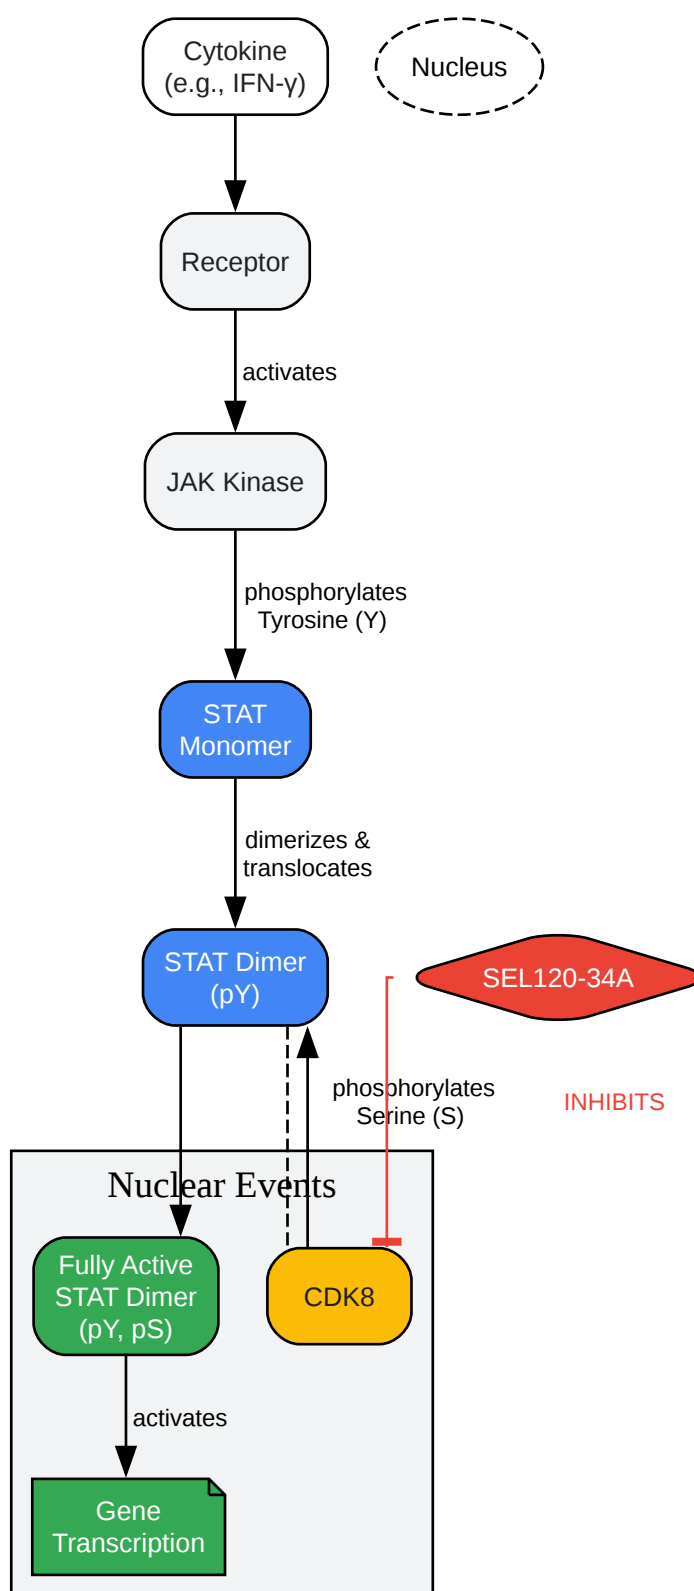 Cytokine
(e.g., IFN-γ)
Nucleus
Receptor
activates
JAK Kinase
phosphorylates
Tyrosine (Y)
STAT
Monomer
dimerizes &
translocates
STAT Dimer
(pY)
SEL120-34A
phosphorylates
Serine (S)
INHIBITS
Nuclear Events
Fully Active
STAT Dimer
(pY, pS)
CDK8
activates
Gene
Transcription